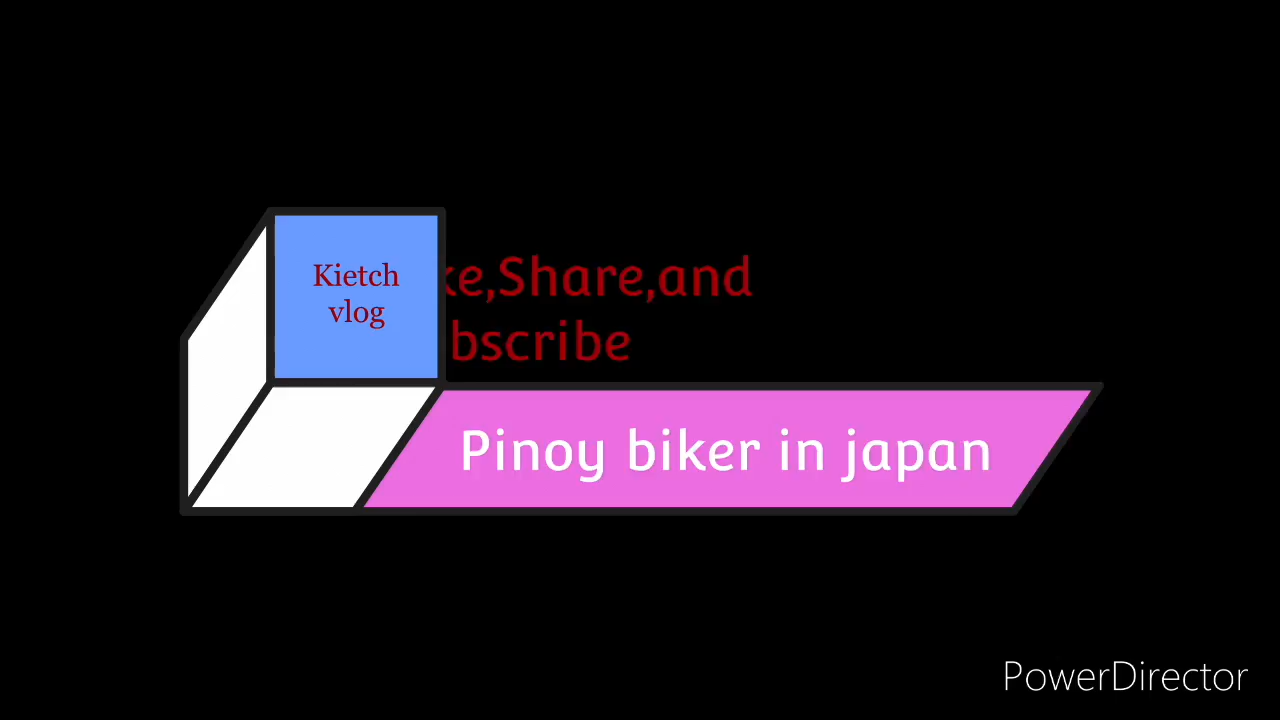 Kietch
vlog
ke,Share,and
bscribe
Pinoy biker in japan
PowerDirector